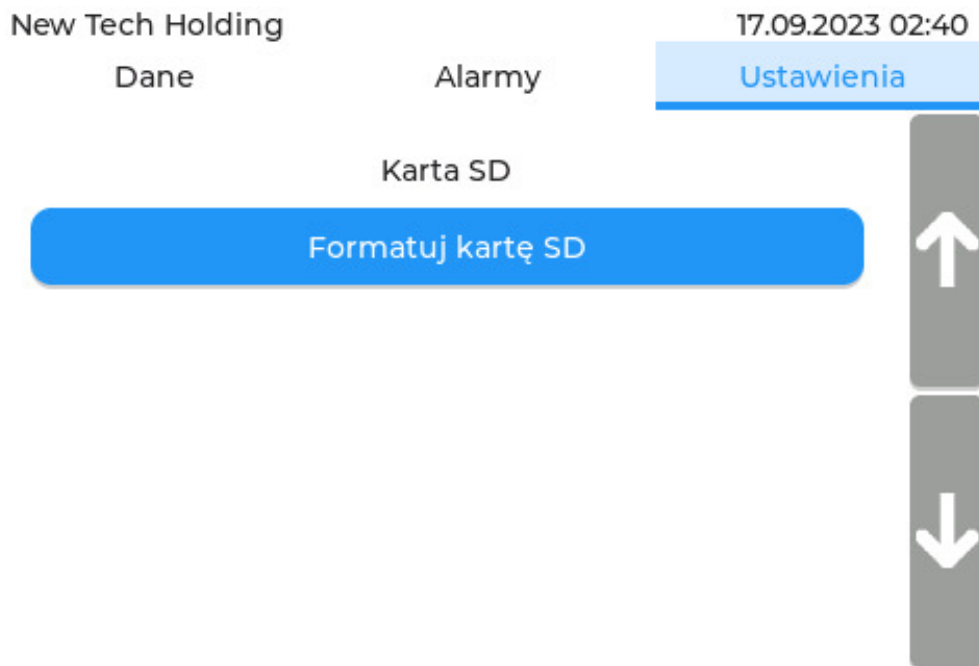 New Tech Holding 17.09.2023 02:40
Dane Alarmy Ustawienia
Karta SD
Formatuj kartę SD